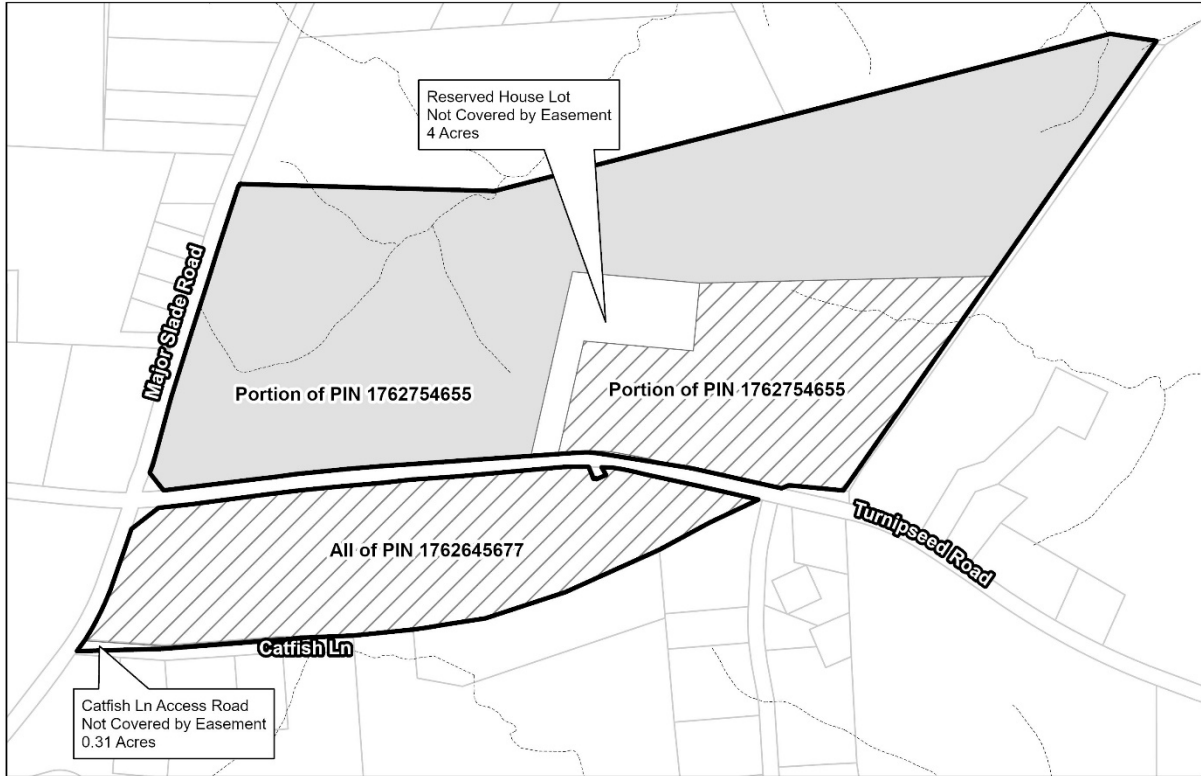 Reserved House Lot
Not Covered by Easement
4 Acres
Major Slade Road
Portion of PIN 1762754655
Portion of PIN 1762754655
Turnipseed Road
All of PIN 1762645677
Catfish Ln
Catfish Ln Access Road
Not Covered by Easement
0.31 Acres